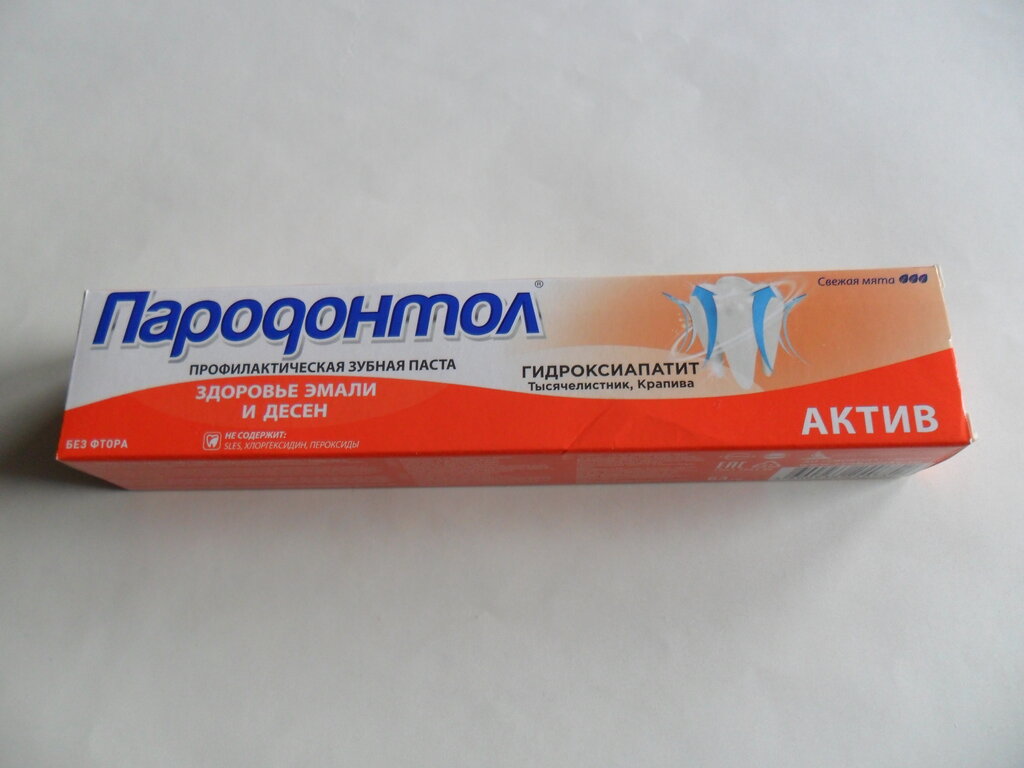 Пародонтол®
ПРОФИЛАКТИЧЕСКАЯ ЗУБНАЯ ПАСТА
ЗДОРОВЬЕ ЭМАЛИ
И ДЕСЕН
БЕЗ ФТОРА
НЕ СОДЕРЖИТ:
SLES, ХЛОРГЕКСИДИН, ПЕРОКСИДЫ
ГИДРОКСИАПАТИТ
Тысячелистник, Крапива
Свежая мята
АКТИВ
EAC